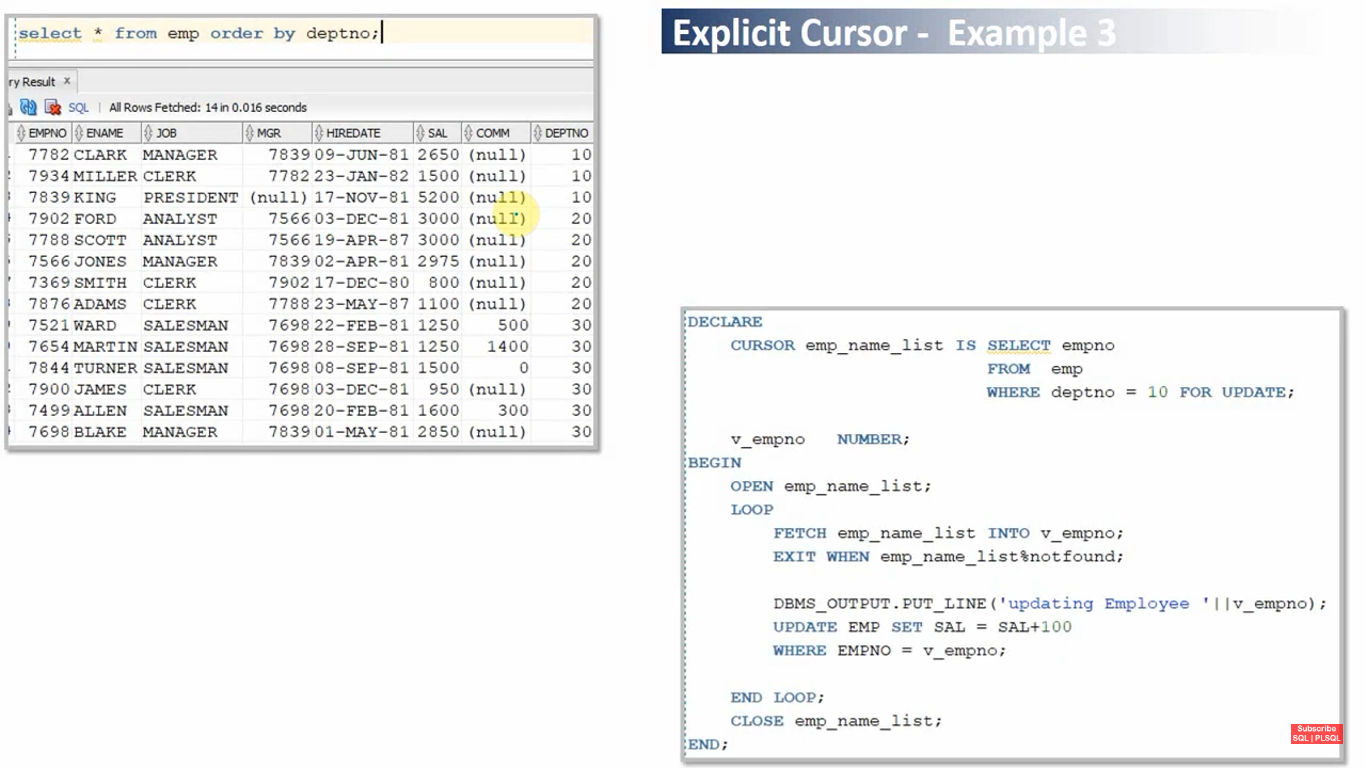 select * from emp order by deptno;
ry Result ×
SQL | All Rows Fetched: 14 in 0.016 seconds
EMPNO ENAME JOB MGR HIREDATE SAL COMM DEPTNO
7782 CLARK MANAGER 7839 09-JUN-81 2650 (null) 10
7934 MILLER CLERK 7782 23-JAN-82 1500 (null) 10
7839 KING PRESIDENT (null) 17-NOV-81 5200 (null) 10
7902 FORD ANALYST 7566 03-DEC-81 3000 (null) 20
7788 SCOTT ANALYST 7566 19-APR-87 3000 (null) 20
7566 JONES MANAGER 7839 02-APR-81 2975 (null) 20
7369 SMITH CLERK 7902 17-DEC-80 800 (null) 20
7876 ADAMS CLERK 7788 23-MAY-87 1100 (null) 20
7521 WARD SALESMAN 7698 22-FEB-81 1250 500 30
7654 MARTIN SALESMAN 7698 28-SEP-81 1250 1400 30
7844 TURNER SALESMAN 7698 08-SEP-81 1500 0 30
7900 JAMES CLERK 7698 03-DEC-81 950 (null) 30
7499 ALLEN SALESMAN 7698 20-FEB-81 1600 300 30
7698 BLAKE MANAGER 7839 01-MAY-81 2850 (null) 30
Explicit Cursor - Example 3
DECLARE
CURSOR emp_name_list IS SELECT empno
FROM emp
WHERE deptno = 10 FOR UPDATE;
v_empno NUMBER;
BEGIN
OPEN emp_name_list;
LOOP
FETCH emp_name_list INTO v_empno;
EXIT WHEN emp_name_list%notfound;
DBMS_OUTPUT.PUT_LINE('updating Employee '||v_empno);
UPDATE EMP SET SAL = SAL+100
WHERE EMPNO = v_empno;
END LOOP;
CLOSE emp_name_list;
END;
Subscribe
SQL | PLSQL